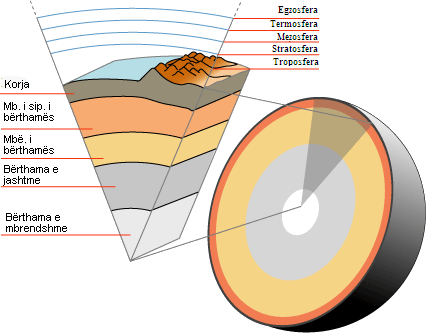 Egzosfera
Termosfera
Mezosfera
Stratosfera
Troposfera
Korja
Mb. i sip. i
bërthamës
Mbë. i
bërthamës
Bërthama e
jashtme
Bërthama e
mbrendshme